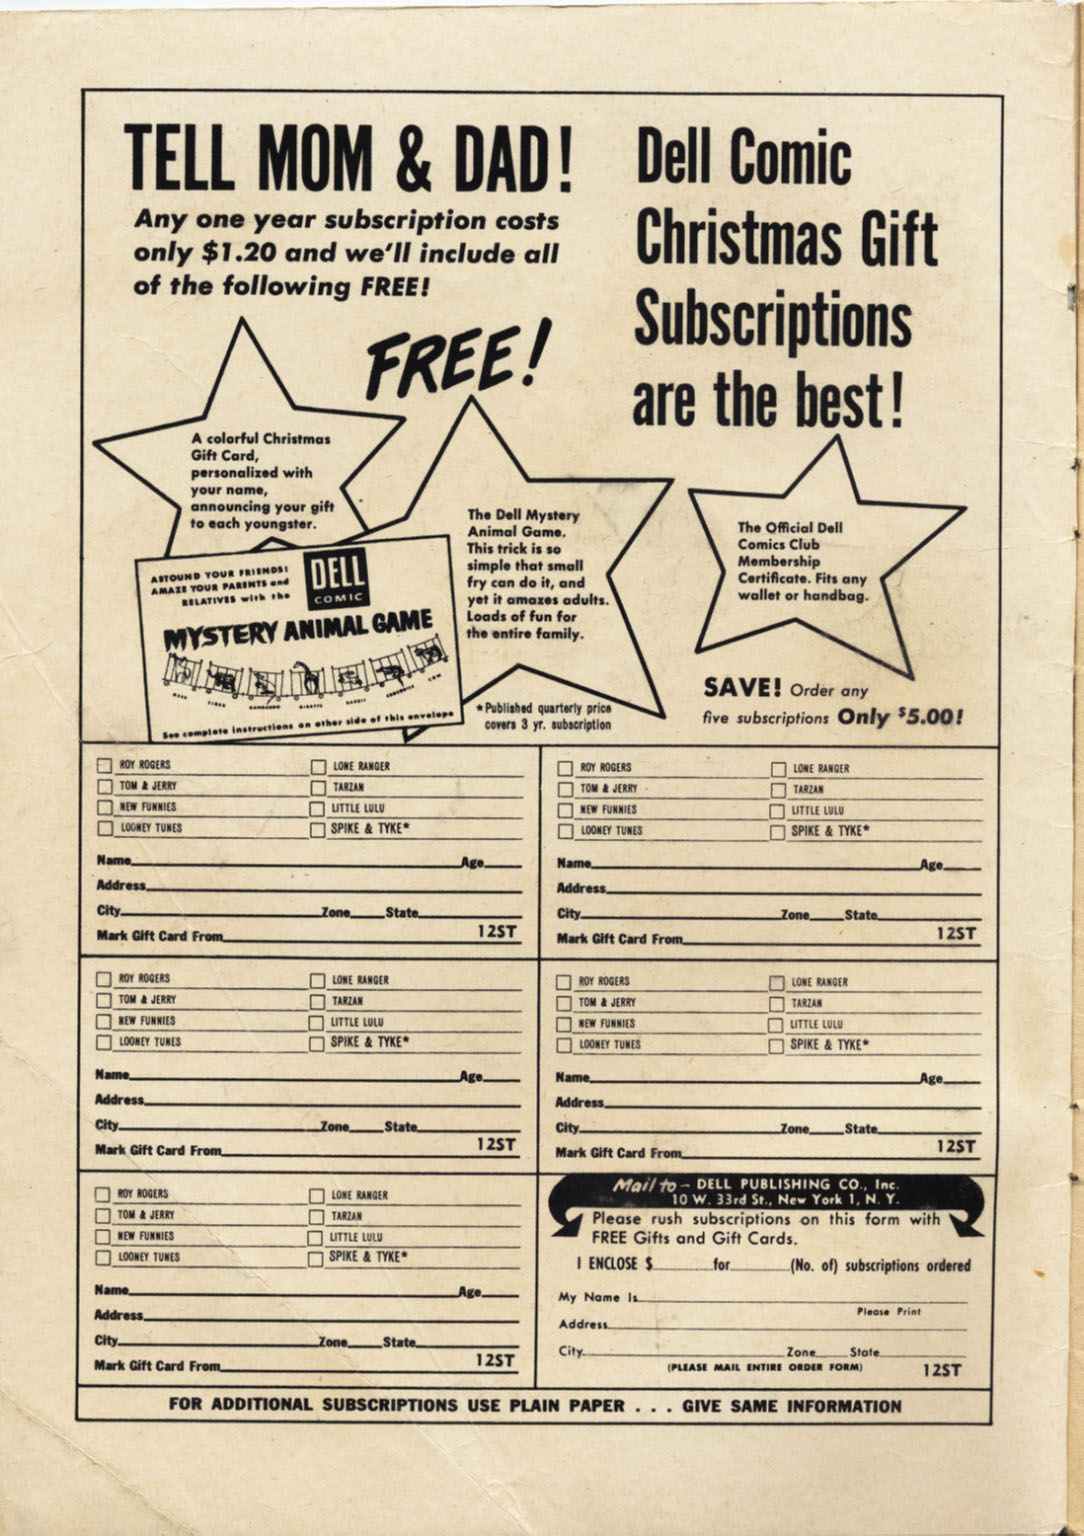 TELL MOM & DAD!
Any one year subscription costs
only $1.20 and we'll include all
of the following FREE!
Dell Comic
Christmas Gift
Subscriptions
are the best!
FREE!
A colorful Christmas
Gift Card,
personalized with
your name,
announcing your gift
to each youngster.
The Dell Mystery
Animal Game.
This trick is so
simple that small
fry can do it, and
yet it amazes adults.
Loads of fun for
the entire family.
The Official Dell
Comics Club
Membership
Certificate. Fits any
wallet or handbag.
ASTOUND YOUR FRIENDS!
AMAZE YOUR PARENTS and
RELATIVES with the
DELL
COMIC
MYSTERY ANIMAL GAME
See complete instructions on other side of this envelope
*Published quarterly price
covers 3 yr. subscription
SAVE! Order any
five subscriptions Only $5.00!
ROY ROGERS LONE RANGER
TOM & JERRY TARZAN
NEW FUNNIES LITTLE LULU
LOONEY TUNES SPIKE & TYKE*
Name Age
Address
City Zone State
Mark Gift Card From 12ST
ROY ROGERS LONE RANGER
TOM & JERRY TARZAN
NEW FUNNIES LITTLE LULU
LOONEY TUNES SPIKE & TYKE*
Name Age
Address
City Zone State
Mark Gift Card From 12ST
ROY ROGERS LONE RANGER
TOM & JERRY TARZAN
NEW FUNNIES LITTLE LULU
LOONEY TUNES SPIKE & TYKE*
Name Age
Address
City Zone State
Mark Gift Card From 12ST
ROY ROGERS LONE RANGER
TOM & JERRY TARZAN
NEW FUNNIES LITTLE LULU
LOONEY TUNES SPIKE & TYKE*
Name Age
Address
City Zone State
Mark Gift Card From 12ST
ROY ROGERS LONE RANGER
TOM & JERRY TARZAN
NEW FUNNIES LITTLE LULU
LOONEY TUNES SPIKE & TYKE*
Name Age
Address
City Zone State
Mark Gift Card From 12ST
Mail to – DELL PUBLISHING CO., Inc.
10 W. 33rd St., New York 1, N. Y.
Please rush subscriptions on this form with
FREE Gifts and Gift Cards.
I ENCLOSE $ for (No. of) subscriptions ordered
My Name Is
Please Print
Address
City Zone State
(PLEASE MAIL ENTIRE ORDER FORM) 12ST
FOR ADDITIONAL SUBSCRIPTIONS USE PLAIN PAPER . . . GIVE SAME INFORMATION